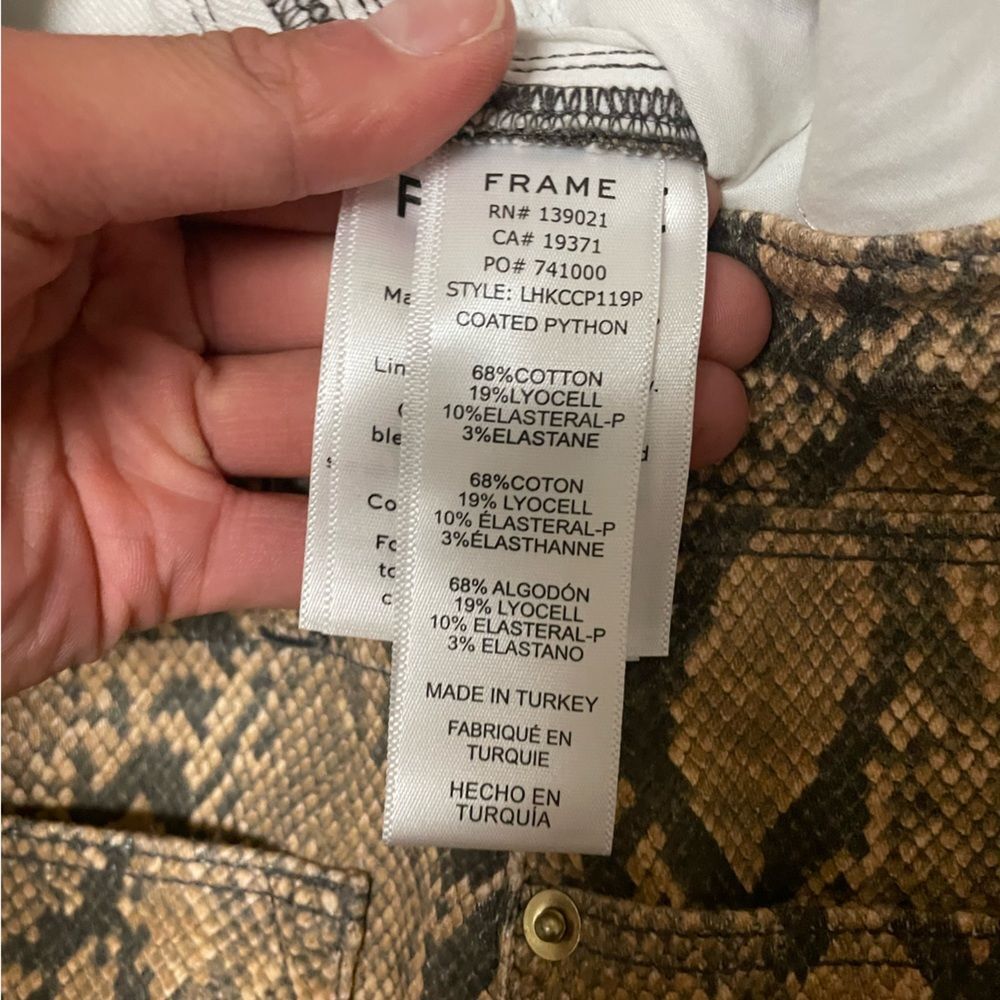 FRAME
RN# 139021
CA# 19371
PO# 741000
STYLE: LHKCCP119P
COATED PYTHON
68%COTTON
19%LYOCELL
10%ELASTERAL-P
3%ELASTANE
68%COTON
19% LYOCELL
10% ÉLASTERAL-P
3%ÉLASTHANNE
68% ALGODÓN
19% LYOCELL
10% ELASTERAL-P
3% ELASTANO
MADE IN TURKEY
FABRIQUÉ EN
TURQUIE
HECHO EN
TURQUÍA